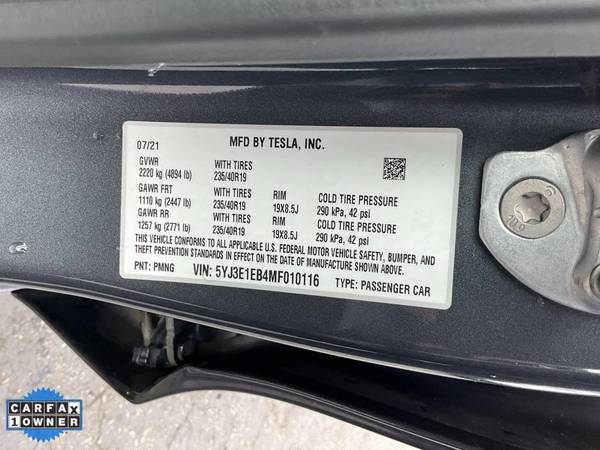 07/21 MFD BY TESLA, INC.
GVWR WITH TIRES
2220 kg (4894 lb) 235/40R19
GAWR FRT WITH TIRES RIM COLD TIRE PRESSURE
1110 kg (2447 lb) 235/40R19 19X8.5J 290 kPa, 42 psi
GAWR RR WITH TIRES RIM COLD TIRE PRESSURE
1257 kg (2771 lb) 235/40R19 19X8.5J 290 kPa, 42 psi
THIS VEHICLE CONFORMS TO ALL APPLICABLE U.S. FEDERAL MOTOR VEHICLE SAFETY, BUMPER, AND
THEFT PREVENTION STANDARDS IN EFFECT ON THE DATE OF MANUFACTURE SHOWN ABOVE.
PNT: PMNG VIN: 5YJ3E1EB4MF010116 TYPE: PASSENGER CAR
CARFAX
1 OWNER